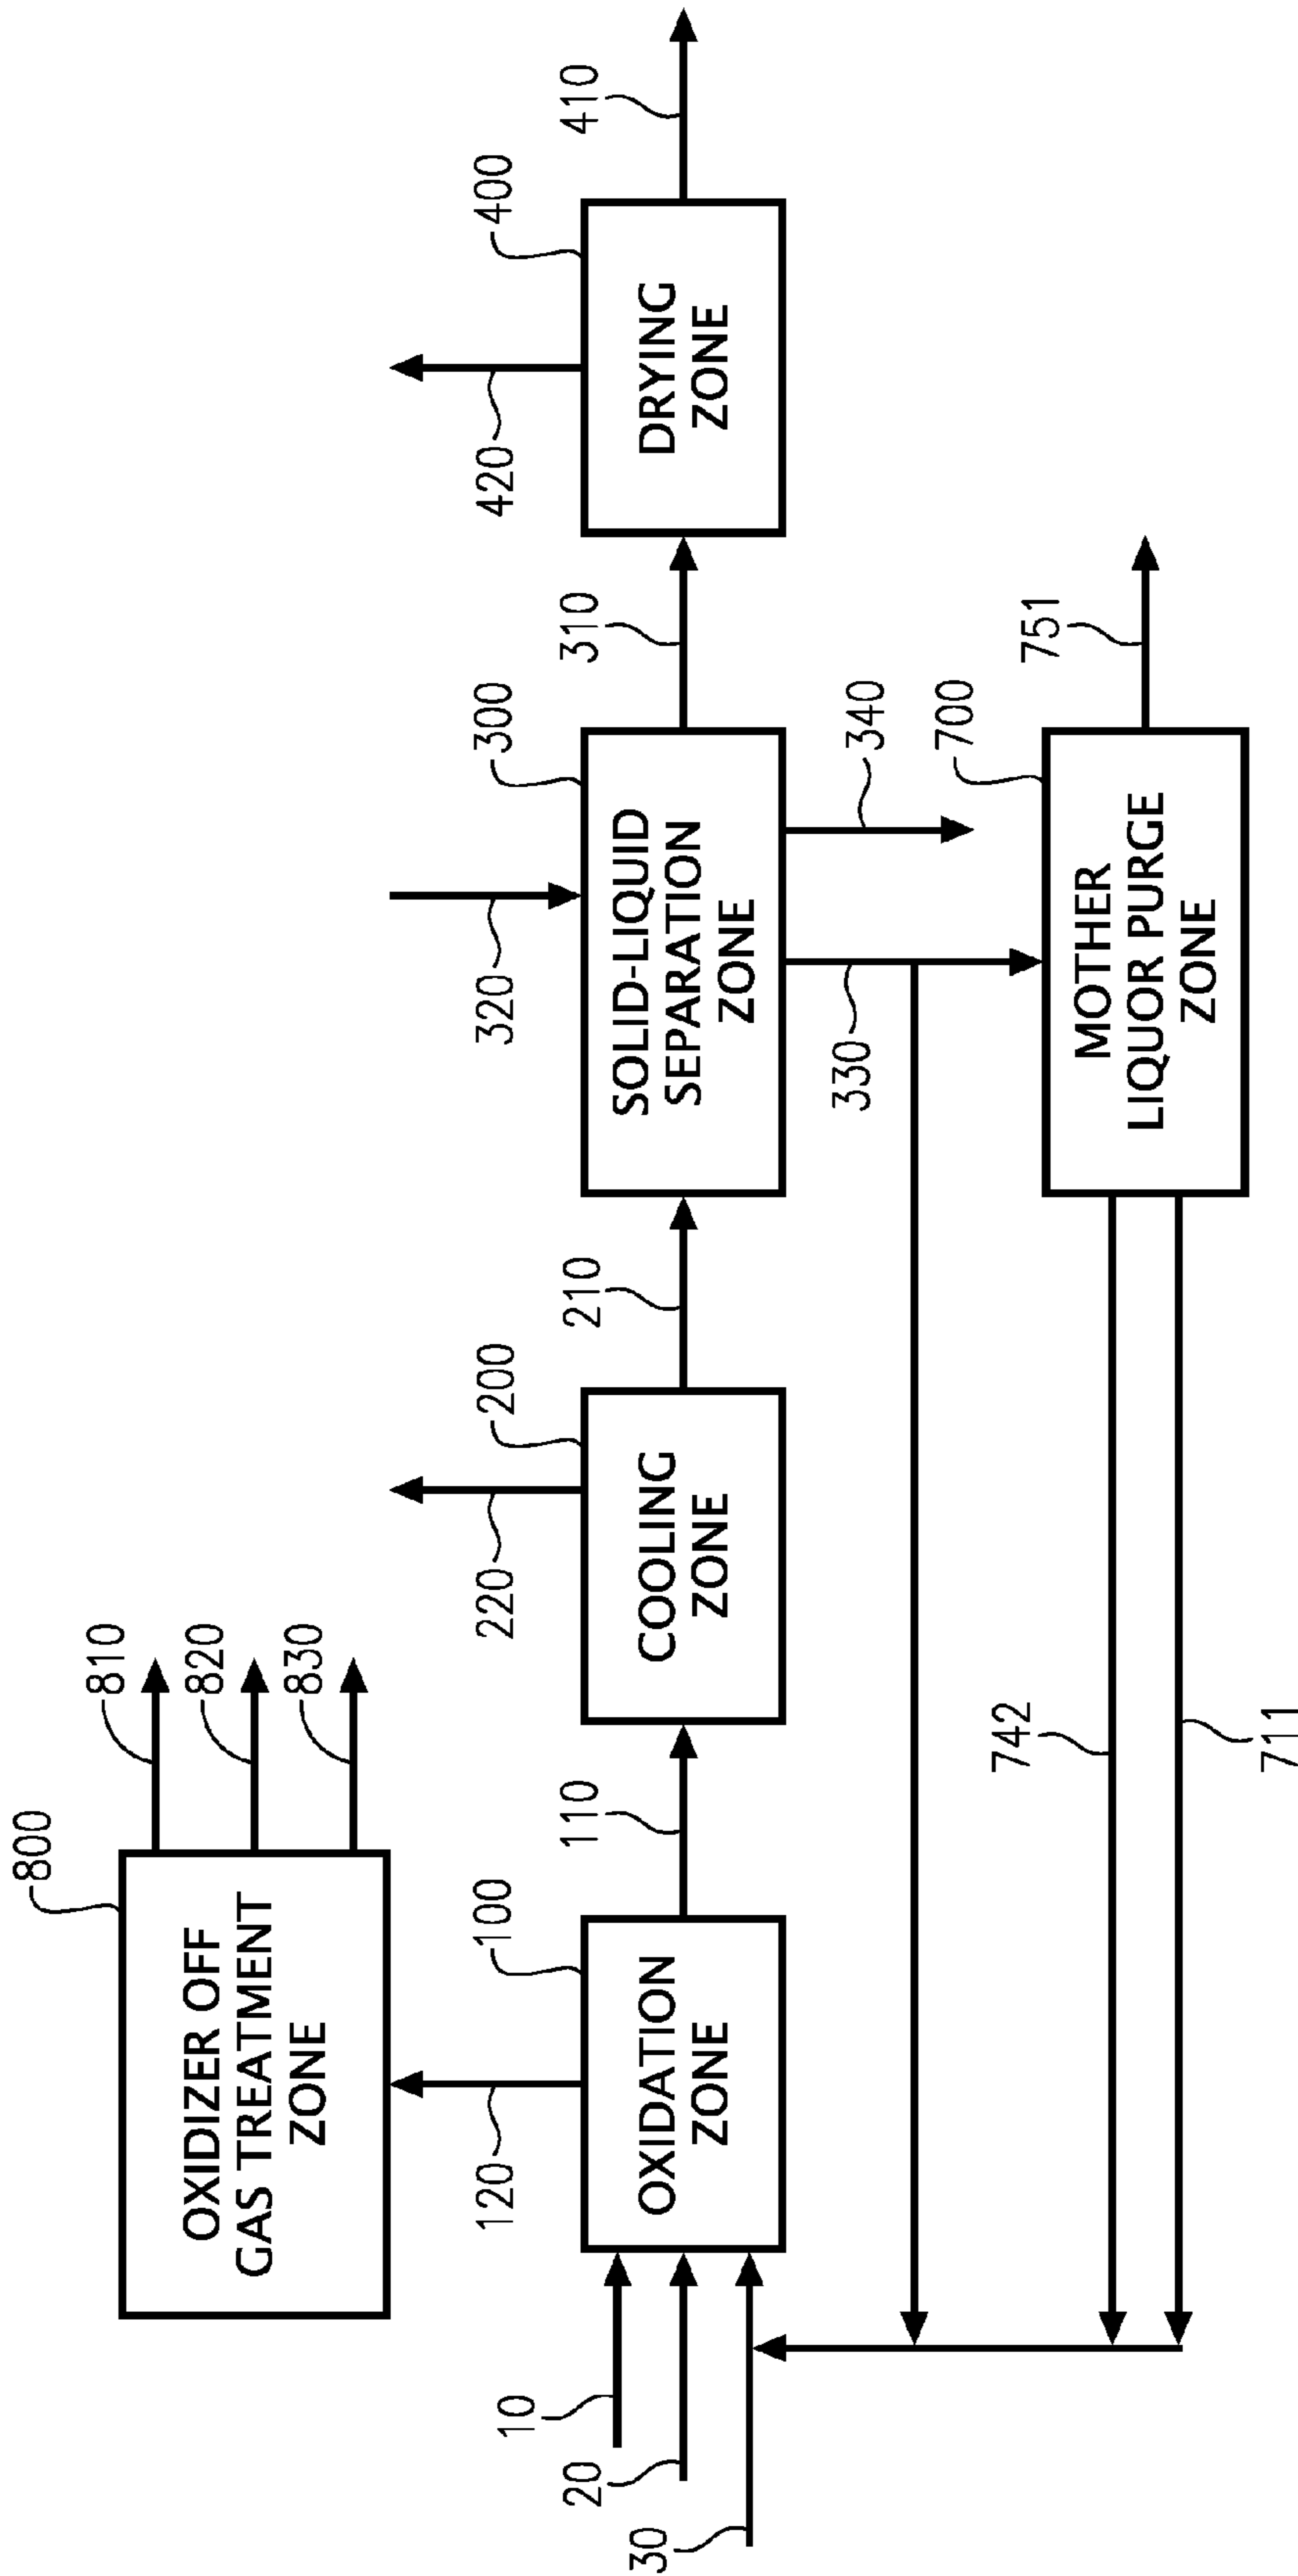 800
OXIDIZER OFF
GAS TREATMENT
ZONE
810
820
830
120
100
220
200
320
300
420
400
10
20
30
OXIDATION
ZONE
110
COOLING
ZONE
210
SOLID-LIQUID
SEPARATION
ZONE
310
DRYING
ZONE
410
330
340
700
742
711
MOTHER
LIQUOR PURGE
ZONE
751